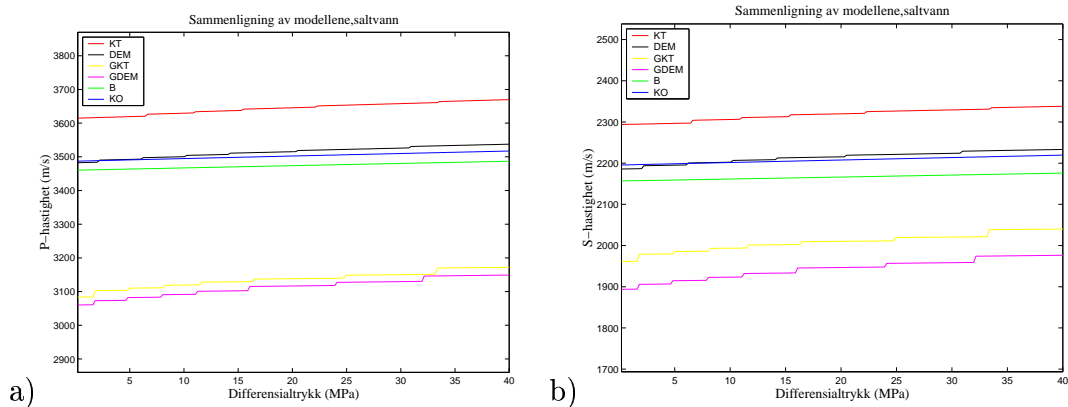 Sammenligning av modellene,saltvann
KT
DEM
GKT
GDEM
B
KO
3800
3700
3600
3500
3400
3300
3200
3100
3000
2900
P−hastighet (m/s)
5
10
15
20
25
30
35
40
Differensialtrykk (MPa)
a)
Sammenligning av modellene,saltvann
KT
DEM
GKT
GDEM
B
KO
2500
2400
2300
2200
2100
2000
1900
1800
1700
S−hastighet (m/s)
5
10
15
20
25
30
35
40
Differensialtrykk (MPa)
b)